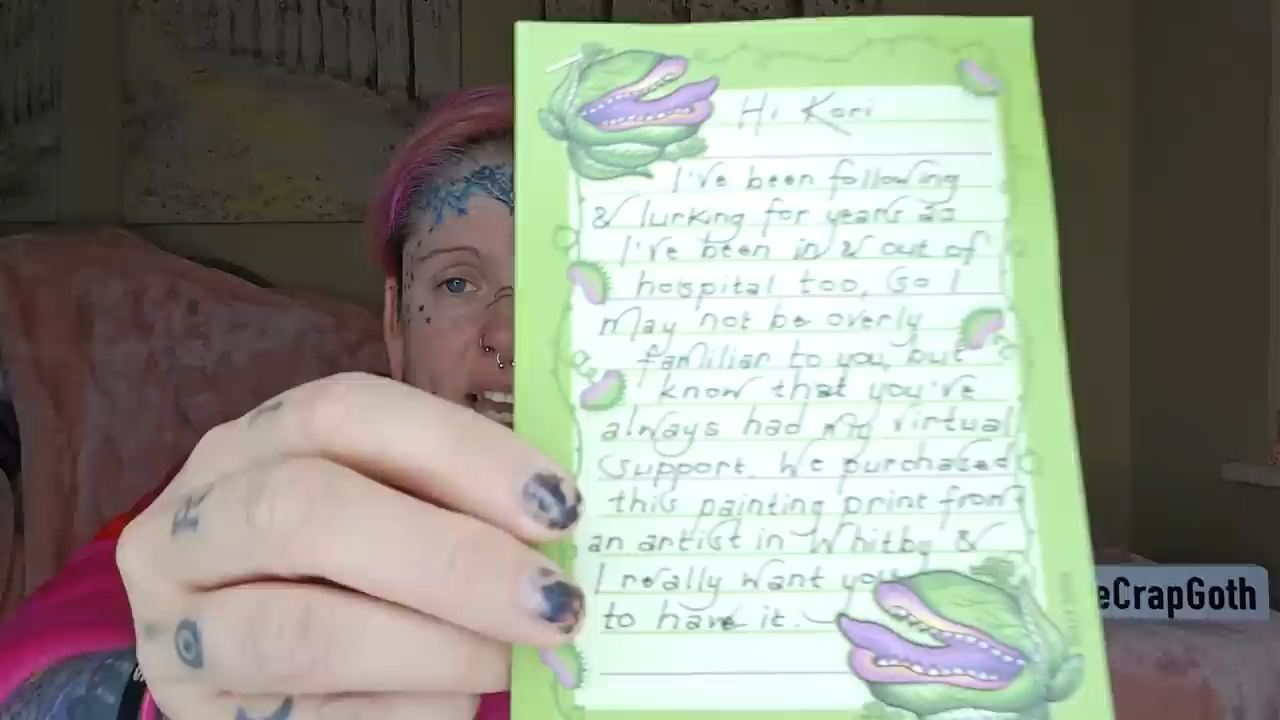 Hi Kori
I've been following
& lurking for years as
I've been in & out of
hospital too, So I
may not be overly
familiar to you, but
know that you've
always had my virtual
support. We purchased
this painting print from
an artist in Whitby &
I really want you
to have it.
eCrapGoth